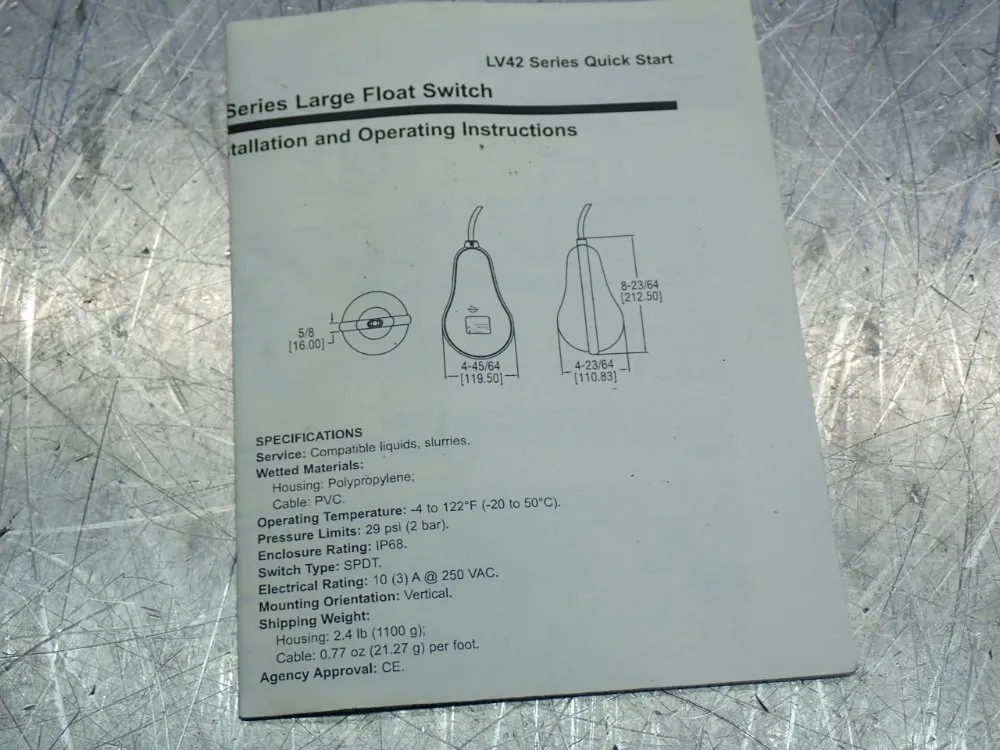 LV42 Series Quick Start
Series Large Float Switch
tallation and Operating Instructions
5/8
[16.00]
4-45/64
[119.50]
8-23/64
[212.50]
4-23/64
[110.83]
SPECIFICATIONS
Service: Compatible liquids, slurries.
Wetted Materials:
Housing: Polypropylene;
Cable: PVC.
Operating Temperature: -4 to 122°F (-20 to 50°C).
Pressure Limits: 29 psi (2 bar).
Enclosure Rating: IP68.
Switch Type: SPDT.
Electrical Rating: 10 (3) A @ 250 VAC.
Mounting Orientation: Vertical.
Shipping Weight:
Housing: 2.4 lb (1100 g);
Cable: 0.77 oz (21.27 g) per foot.
Agency Approval: CE.